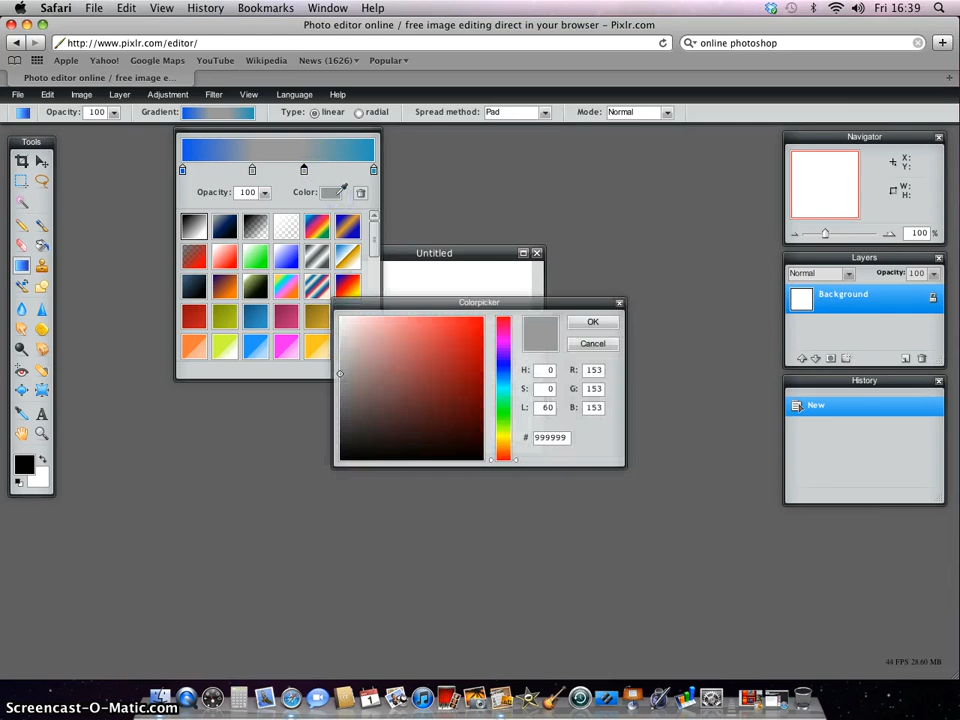 Safari File Edit View History Bookmarks Window Help Fri 16:39
Photo editor online / free image editing direct in your browser - Pixlr.com
http://www.pixlr.com/editor/ online photoshop
Apple Yahoo! Google Maps YouTube Wikipedia News (1626) Popular
Photo editor online / free image e...
File Edit Image Layer Adjustment Filter View Language Help
Opacity: 100 Gradient: Type: linear radial Spread method: Pad Mode: Normal
Tools
Navigator
X:
Y:
W:
H:
100 %
Opacity: 100 Color:
Untitled
Layers
Normal Opacity: 100
Background
Colorpicker
OK
Cancel
H: 0 R: 153
S: 0 G: 153
L: 60 B: 153
# 999999
History
New
44 FPS 28.60 MB
Screencast-O-Matic.com